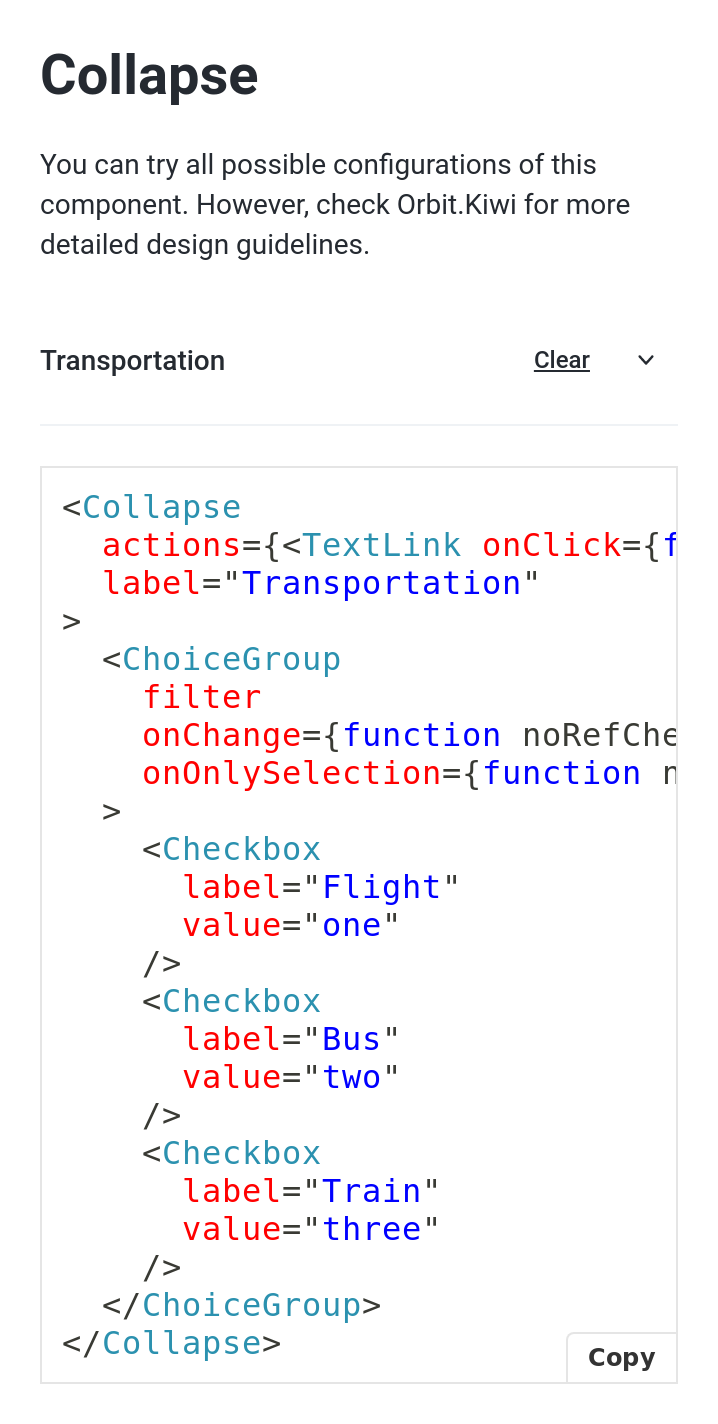 Collapse
You can try all possible configurations of this
component. However, check Orbit.Kiwi for more
detailed design guidelines.
Transportation Clear
<Collapse
  actions={<TextLink onClick={f
  label="Transportation"
>
  <ChoiceGroup
    filter
    onChange={function noRefChe
    onOnlySelection={function n
  >
    <Checkbox
      label="Flight"
      value="one"
    />
    <Checkbox
      label="Bus"
      value="two"
    />
    <Checkbox
      label="Train"
      value="three"
    />
  </ChoiceGroup>
</Collapse>
Copy